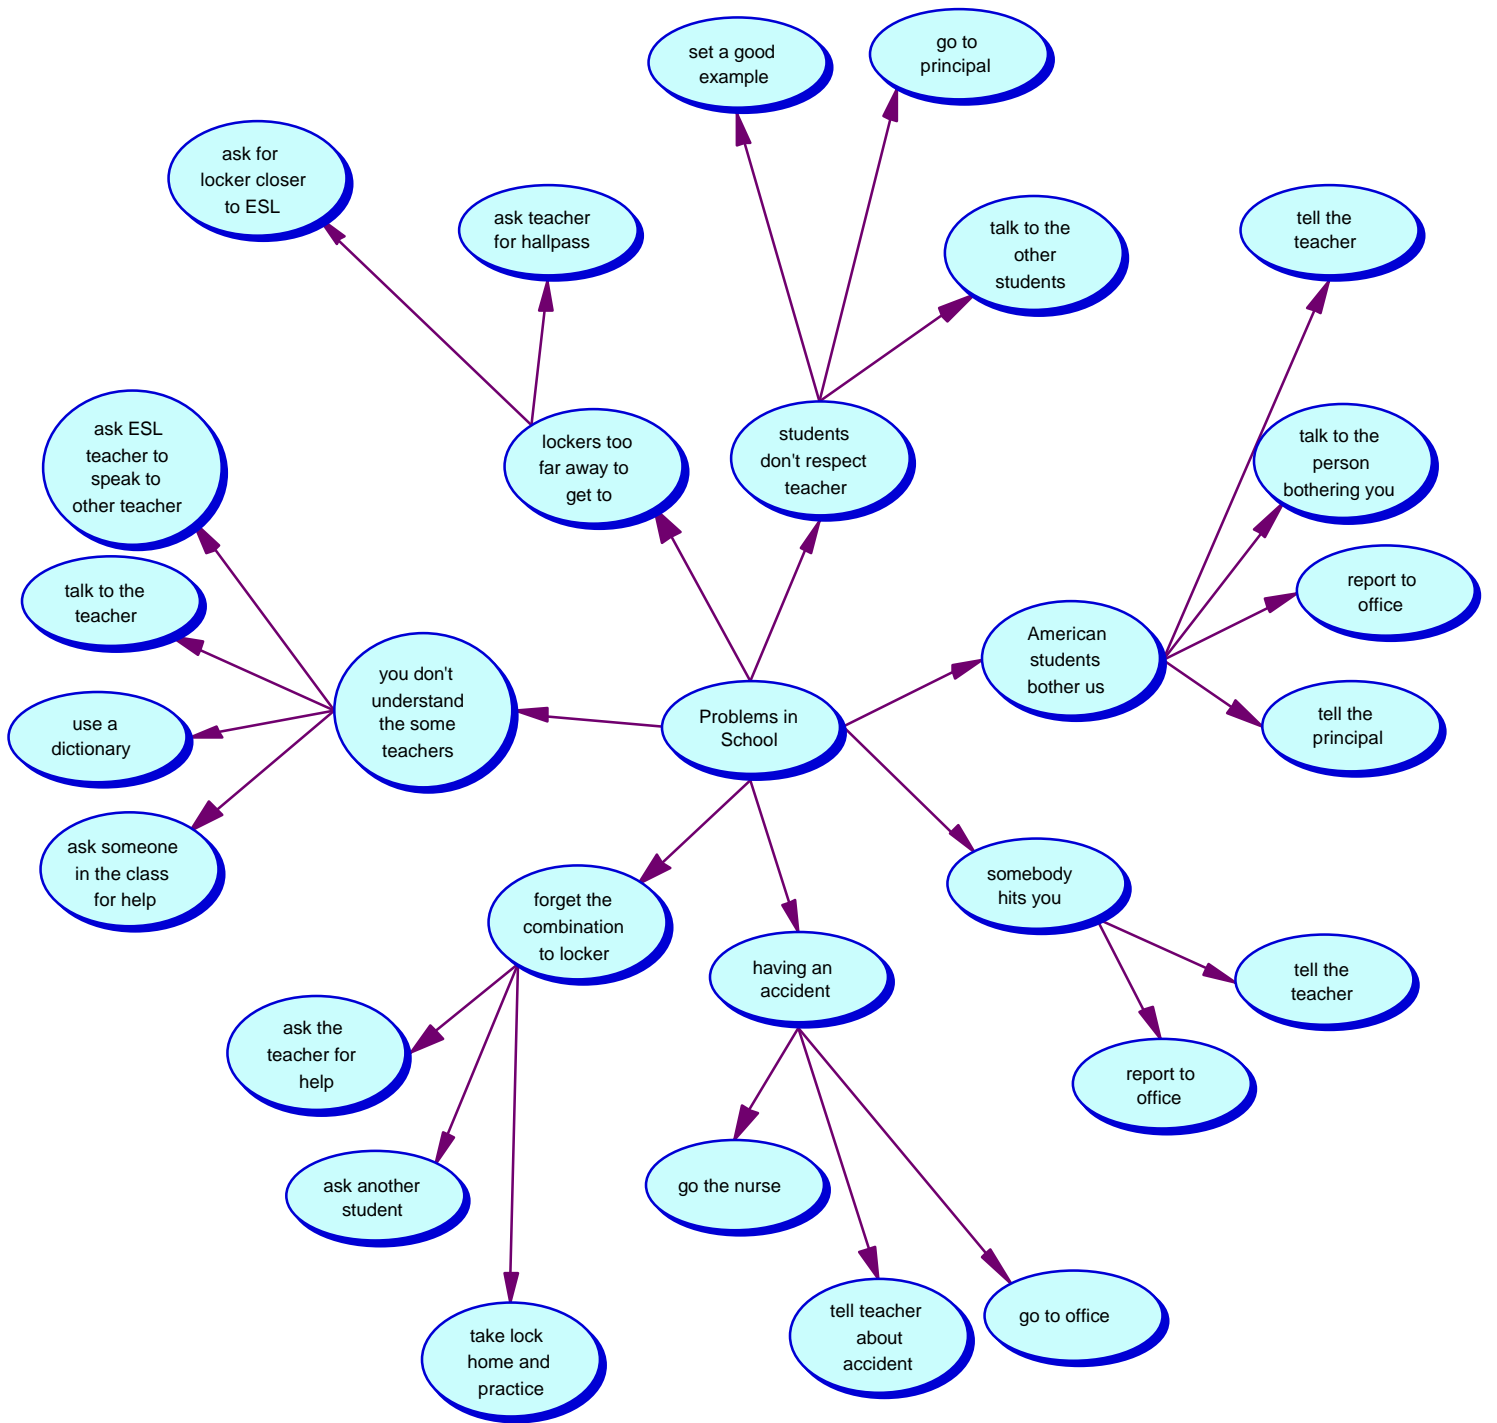 set a good
example
go to
principal
ask for
locker closer
to ESL
ask teacher
for hallpass
talk to the
other
students
tell the
teacher
ask ESL
teacher to
speak to
other teacher
lockers too
far away to
get to
students
don't respect
teacher
talk to the
person
bothering you
talk to the
teacher
report to
office
you don't
understand
the some
teachers
Problems in
School
American
students
bother us
use a
dictionary
tell the
principal
ask someone
in the class
for help
forget the
combination
to locker
having an
accident
somebody
hits you
tell the
teacher
ask the
teacher for
help
report to
office
ask another
student
go the nurse
take lock
home and
practice
tell teacher
about
accident
go to office